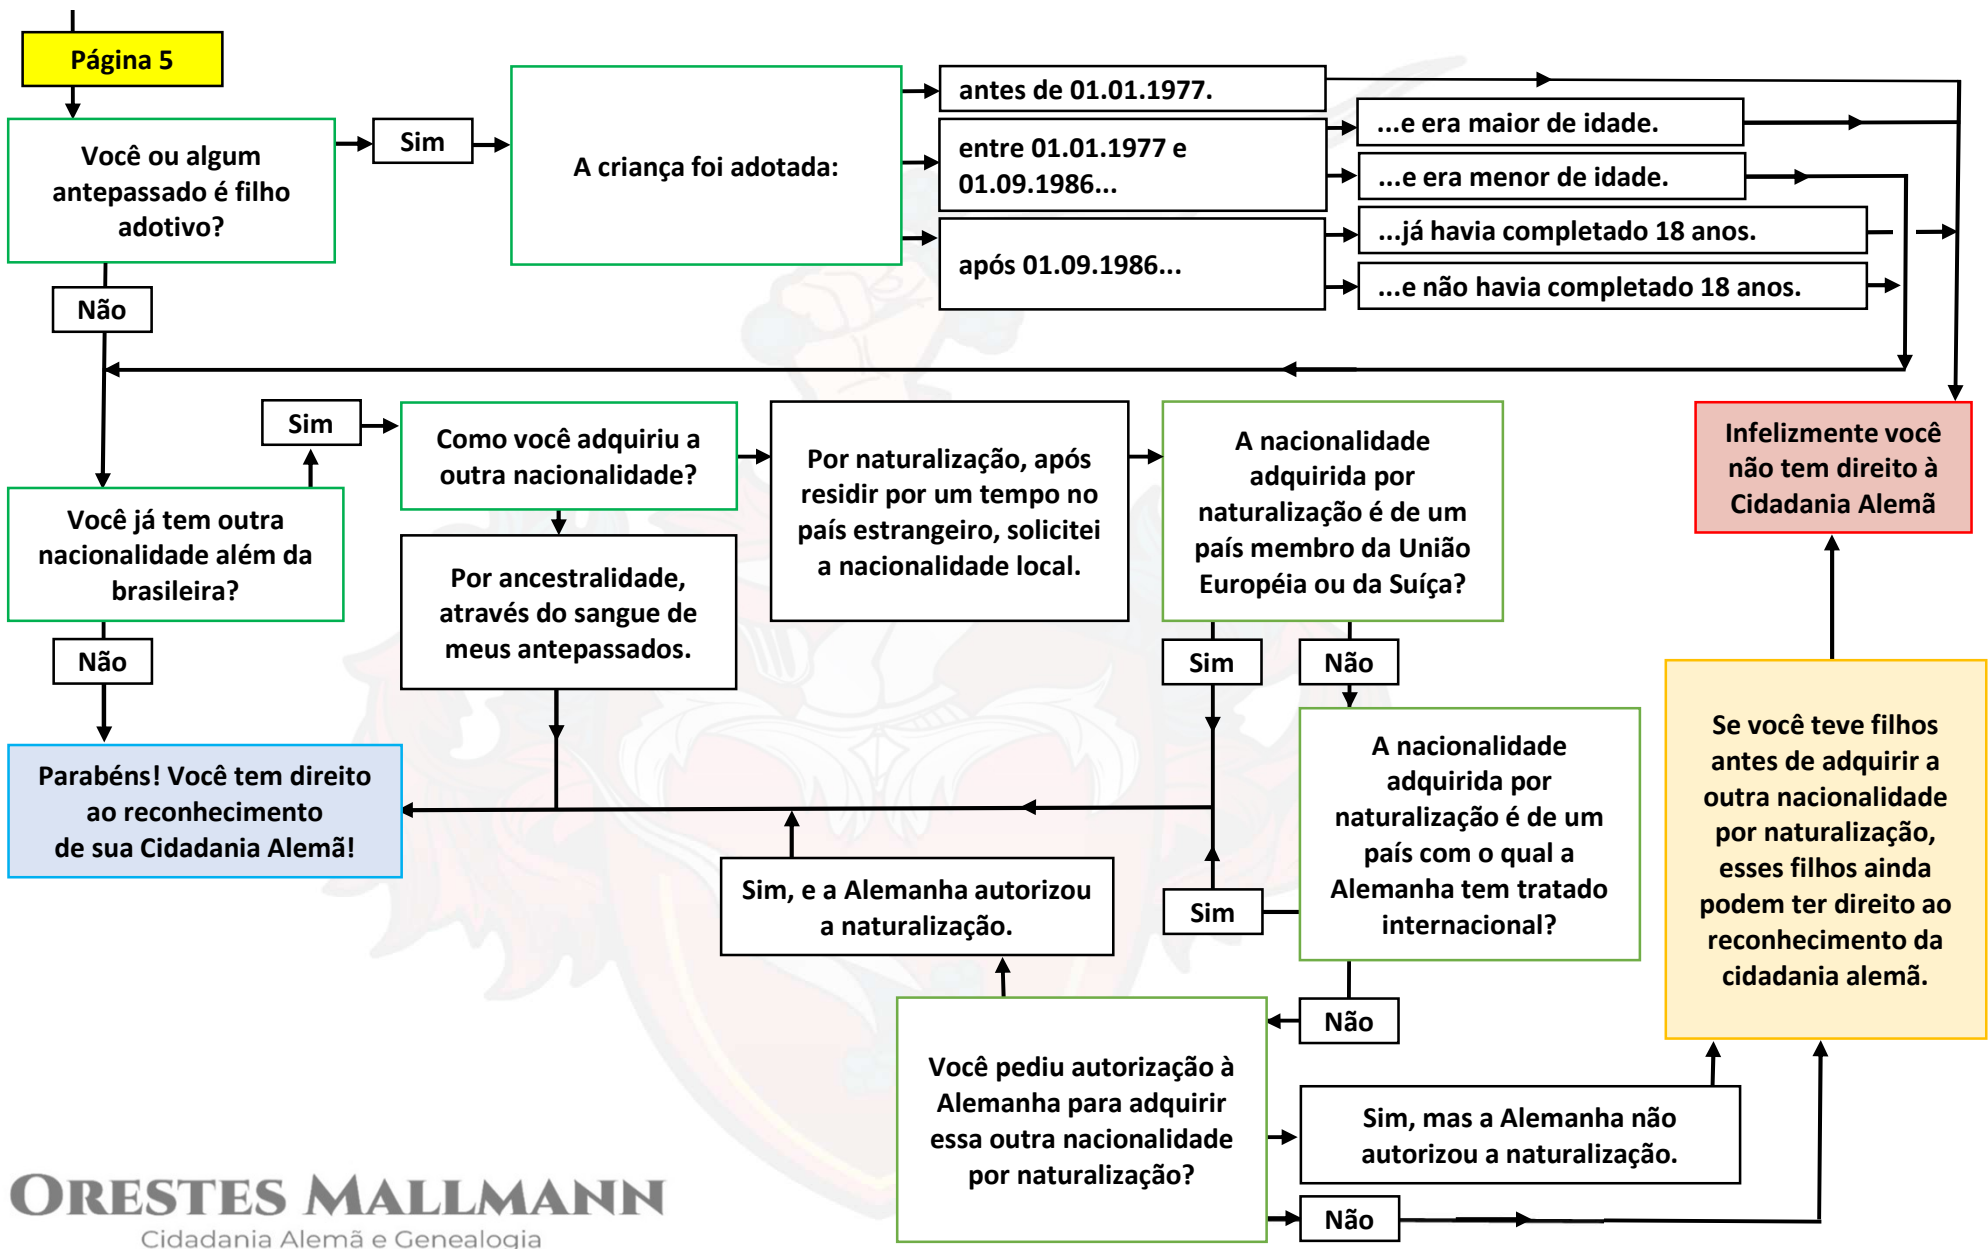 Página 5
Você ou algum
antepassado é filho
adotivo?
Sim
A criança foi adotada:
antes de 01.01.1977.
entre 01.01.1977 e
01.09.1986...
...e era maior de idade.
...e era menor de idade.
após 01.09.1986...
...já havia completado 18 anos.
...e não havia completado 18 anos.
Não
Você já tem outra
nacionalidade além da
brasileira?
Sim
Como você adquiriu a
outra nacionalidade?
Por naturalização, após
residir por um tempo no
país estrangeiro, solicitei
a nacionalidade local.
A nacionalidade
adquirida por
naturalização é de um
país membro da União
Européia ou da Suíça?
Infelizmente você
não tem direito à
Cidadania Alemã
Por ancestralidade,
através do sangue de
meus antepassados.
Não
Sim
Não
Parabéns! Você tem direito
ao reconhecimento
de sua Cidadania Alemã!
A nacionalidade
adquirida por
naturalização é de um
país com o qual a
Alemanha tem tratado
internacional?
Sim
Sim, e a Alemanha autorizou
a naturalização.
Se você teve filhos
antes de adquirir a
outra nacionalidade
por naturalização,
esses filhos ainda
podem ter direito ao
reconhecimento da
cidadania alemã.
Não
Você pediu autorização à
Alemanha para adquirir
essa outra nacionalidade
por naturalização?
Sim, mas a Alemanha não
autorizou a naturalização.
Não
ORESTES MALLMANN
Cidadania Alemã e Genealogia